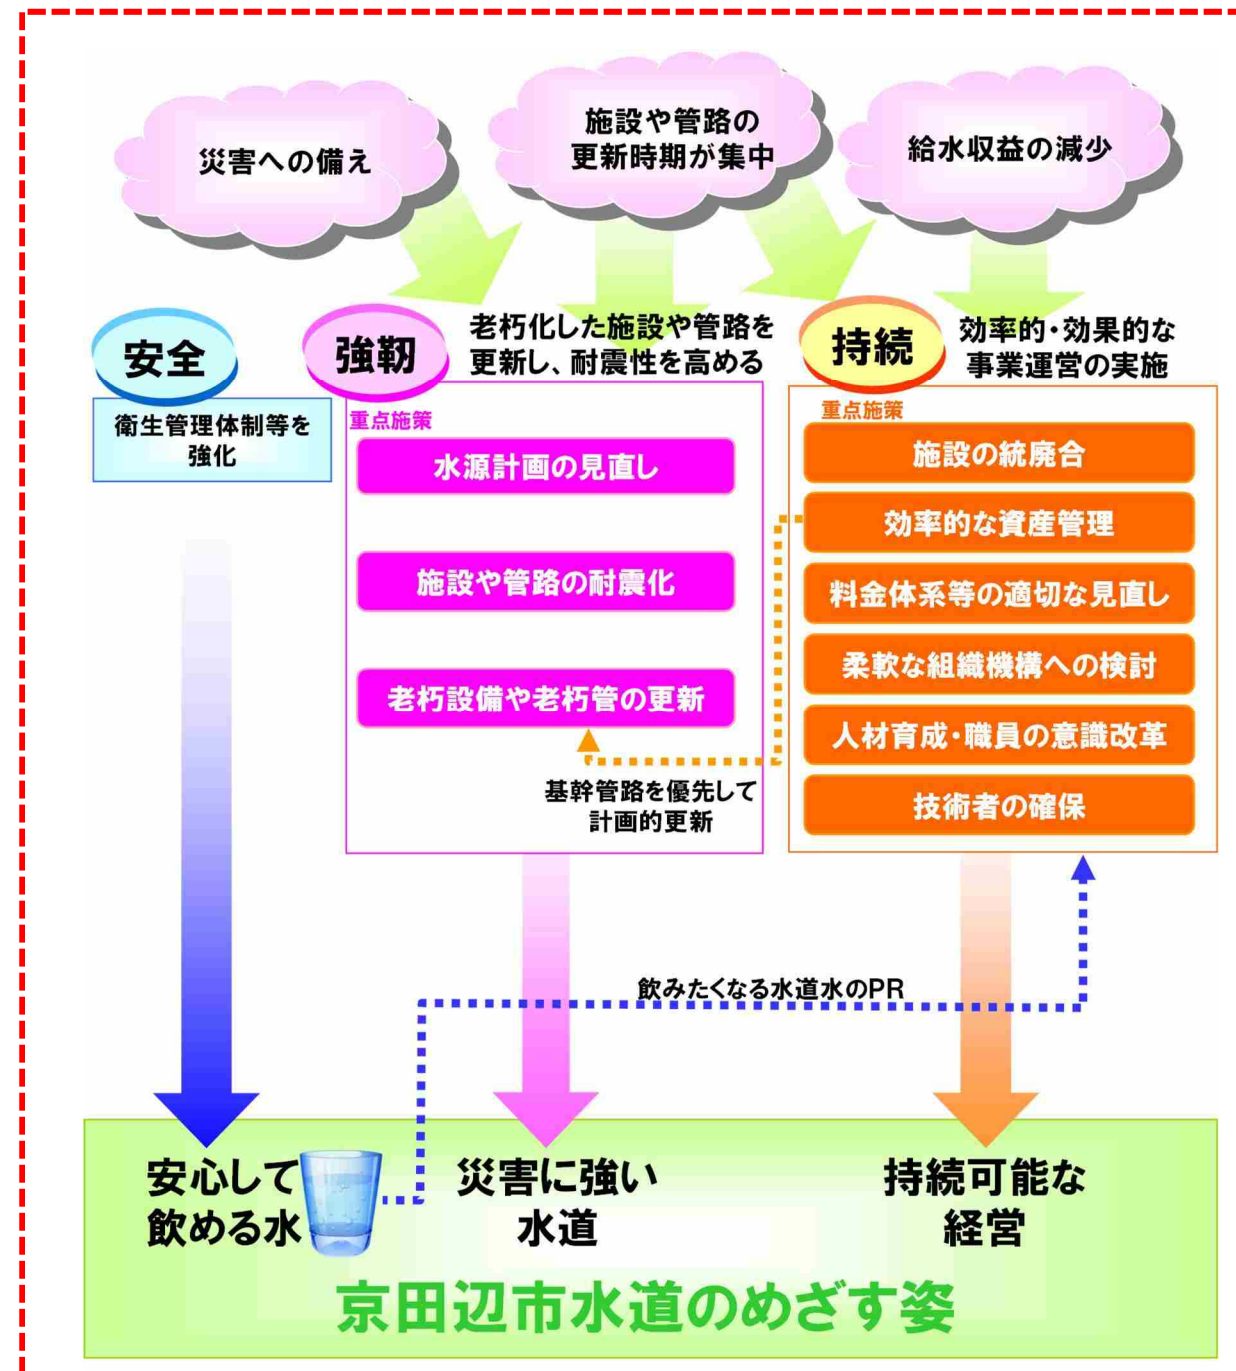 災害への備え
施設や管路の
更新時期が集中
給水収益の減少
安全
衛生管理体制等を
強化
強靭
老朽化した施設や管路を
更新し、耐震性を高める
重点施策
水源計画の見直し
施設や管路の耐震化
老朽設備や老朽管の更新
基幹管路を優先して
計画的更新
持続
効率的・効果的な
事業運営の実施
重点施策
施設の統廃合
効率的な資産管理
料金体系等の適切な見直し
柔軟な組織機構への検討
人材育成・職員の意識改革
技術者の確保
飲みたくなる水道水のPR
安心して
飲める水
災害に強い
水道
持続可能な
経営
京田辺市水道のめざす姿